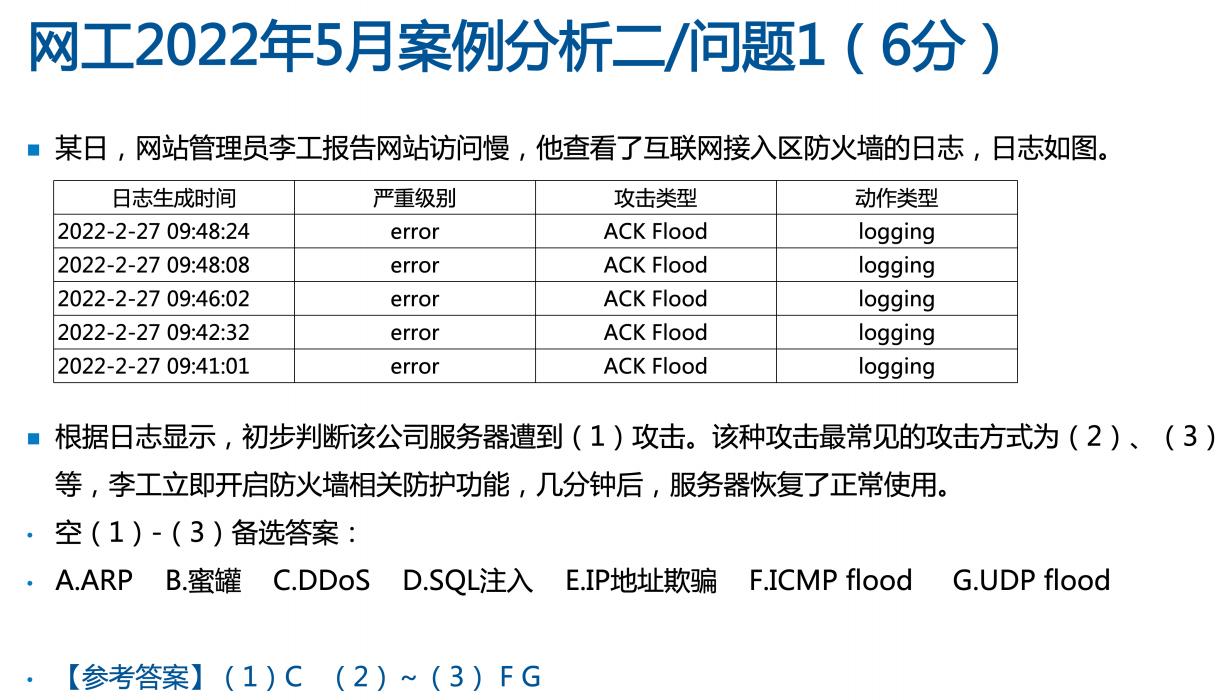 网工2022年5月案例分析二/问题1（6分）
某日，网站管理员李工报告网站访问慢，他查看了互联网接入区防火墙的日志，日志如图。
日志生成时间 严重级别 攻击类型 动作类型
2022-2-27 09:48:24 error ACK Flood logging
2022-2-27 09:48:08 error ACK Flood logging
2022-2-27 09:46:02 error ACK Flood logging
2022-2-27 09:42:32 error ACK Flood logging
2022-2-27 09:41:01 error ACK Flood logging
根据日志显示，初步判断该公司服务器遭到（1）攻击。该种攻击最常见的攻击方式为（2）、（3）
等，李工立即开启防火墙相关防护功能，几分钟后，服务器恢复了正常使用。
空（1）-（3）备选答案：
A.ARP B.蜜罐 C.DDoS D.SQL注入 E.IP地址欺骗 F.ICMP flood G.UDP flood
【参考答案】（1）C （2）~（3） F G